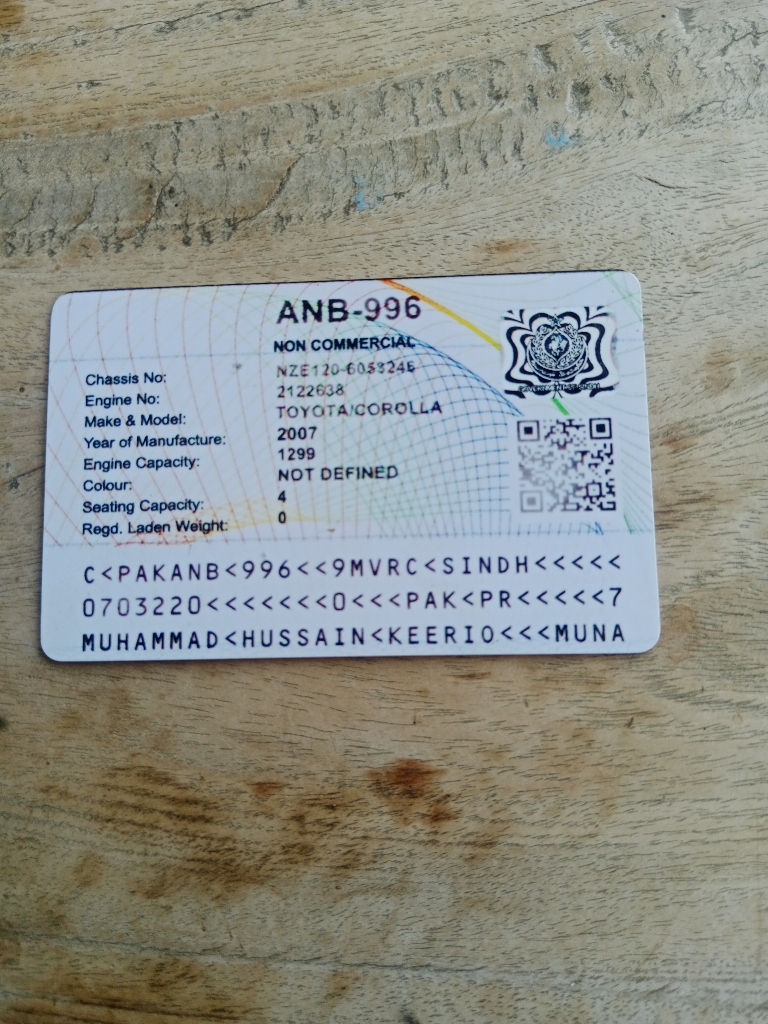 ANB-996
NON COMMERCIAL
Chassis No: NZE120-6053246
Engine No: 2122638
Make & Model: TOYOTA/COROLLA
Year of Manufacture: 2007
Engine Capacity: 1299
Colour: NOT DEFINED
Seating Capacity: 4
Regd. Laden Weight: 0
C<PAKANB<996<<9MVRC<SINDH<<<<<
0703220<<<<<<<0<<<PAK<PR<<<<<7
MUHAMMAD<HUSSAIN<KEERIO<<<MUNA